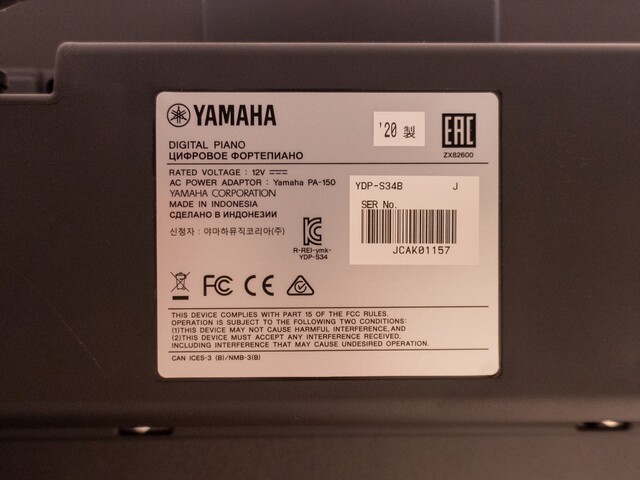 YAMAHA
'20 製
EAC
ZX82600
DIGITAL PIANO
ЦИФРОВОЕ ФОРТЕПИАНО
RATED VOLTAGE : 12V
AC POWER ADAPTOR : Yamaha PA-150
YAMAHA CORPORATION
MADE IN INDONESIA
СДЕЛАНО В ИНДОНЕЗИИ
신청자 : 야마하뮤직코리아(주)
R-REI-ymk-
YDP-S34
YDP-S34B J
SER No.
JCAK01157
FC CE
THIS DEVICE COMPLIES WITH PART 15 OF THE FCC RULES.
OPERATION IS SUBJECT TO THE FOLLOWING TWO CONDITIONS:
(1)THIS DEVICE MAY NOT CAUSE HARMFUL INTERFERENCE, AND
(2)THIS DEVICE MUST ACCEPT ANY INTERFERENCE RECEIVED,
INCLUDING INTERFERENCE THAT MAY CAUSE UNDESIRED OPERATION.
CAN ICES-3 (B)/NMB-3(B)